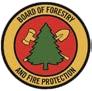 BOARD OF FORESTRY
AND FIRE PROTECTION